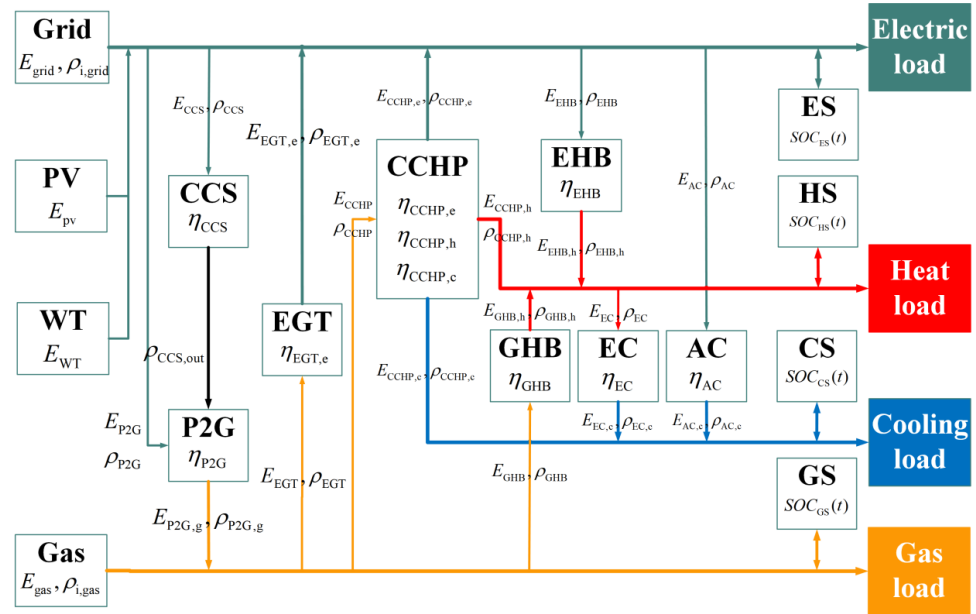 Grid
E_grid, ρ_i,grid
Electric
load
E_CCS, ρ_CCS
E_EGT,e, ρ_EGT,e
E_CCHP,e, ρ_CCHP,e
E_EHB, ρ_EHB
ES
SOC_ES(t)
PV
E_pv
CCS
η_CCS
CCHP
η_CCHP,e
η_CCHP,h
η_CCHP,c
E_CCHP
ρ_CCHP
E_CCHP,h
ρ_CCHP,h
EHB
η_EHB
E_AC, ρ_AC
HS
SOC_HS(t)
E_EHB,h, ρ_EHB,h
Heat
load
WT
E_WT
ρ_CCS,out
EGT
η_EGT,e
E_GHB,h, ρ_GHB,h
E_EC, ρ_EC
GHB
η_GHB
EC
η_EC
AC
η_AC
CS
SOC_CS(t)
E_CCHP,c, ρ_CCHP,c
E_EC,c, ρ_EC,c
E_AC,c, ρ_AC,c
Cooling
load
E_P2G
ρ_P2G
P2G
η_P2G
E_EGT, ρ_EGT
E_GHB, ρ_GHB
GS
SOC_GS(t)
E_P2G,g, ρ_P2G,g
Gas
E_gas, ρ_i,gas
Gas
load